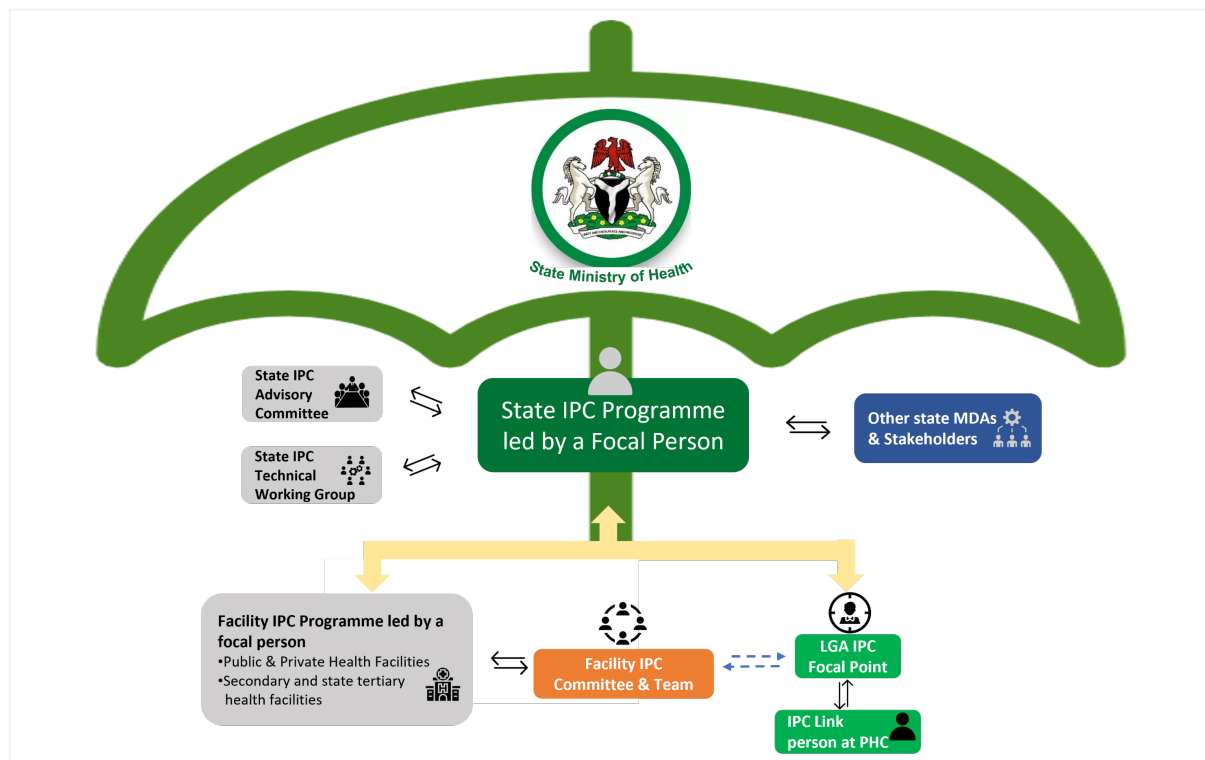 State Ministry of Health
State IPC
Advisory
Committee
State IPC Programme
led by a Focal Person
Other state MDAs
& Stakeholders
State IPC
Technical
Working Group
Facility IPC Programme led by a
focal person
•Public & Private Health Facilities
•Secondary and state tertiary
health facilities
Facility IPC
Committee & Team
LGA IPC
Focal Point
IPC Link
person at PHC